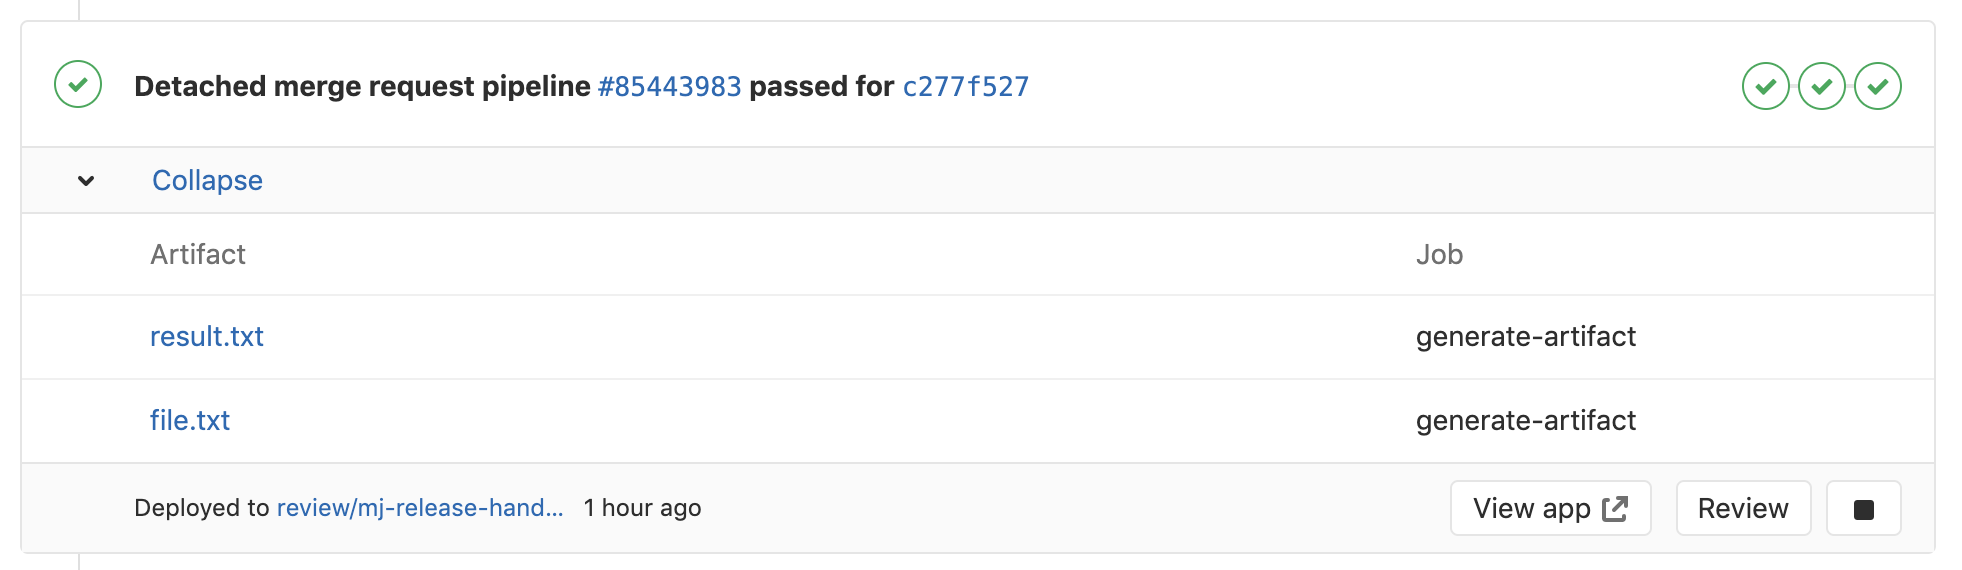 Detached merge request pipeline #85443983 passed for c277f527
Collapse
Artifact Job
result.txt generate-artifact
file.txt generate-artifact
Deployed to review/mj-release-hand... 1 hour ago View app Review